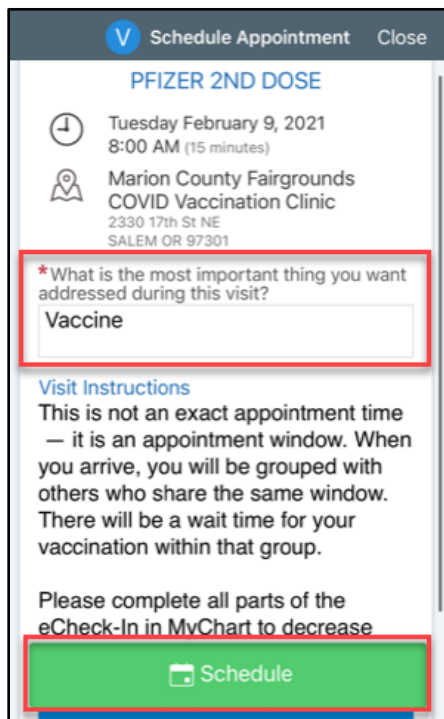 V Schedule Appointment Close
PFIZER 2ND DOSE
Tuesday February 9, 2021
8:00 AM (15 minutes)
Marion County Fairgrounds
COVID Vaccination Clinic
2330 17th St NE
SALEM OR 97301
*What is the most important thing you want
addressed during this visit?
Vaccine
Visit Instructions
This is not an exact appointment time
— it is an appointment window. When
you arrive, you will be grouped with
others who share the same window.
There will be a wait time for your
vaccination within that group.
Please complete all parts of the
eCheck-In in MyChart to decrease
Schedule